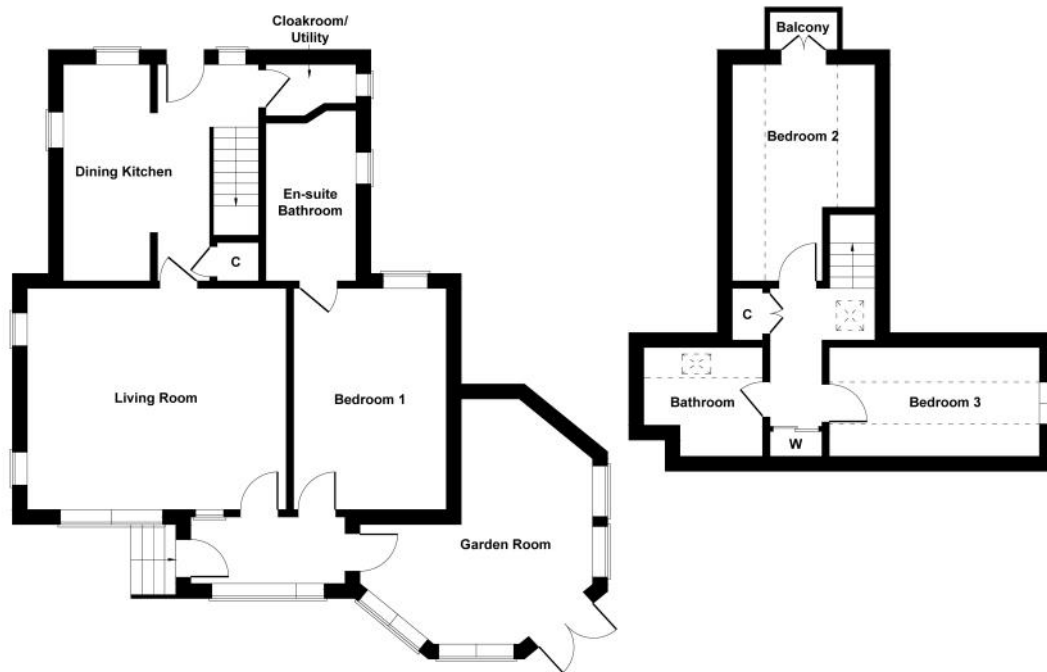 Cloakroom/
Utility
Dining Kitchen
En-suite
Bathroom
C
Living Room
Bedroom 1
Garden Room
Balcony
Bedroom 2
C
Bathroom
Bedroom 3
W